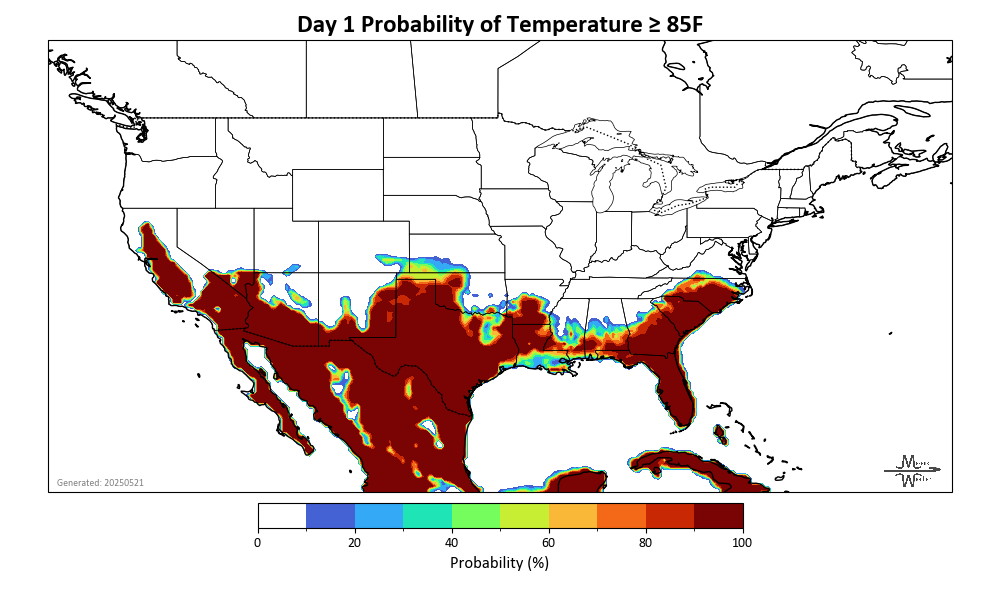 Day 1 Probability of Temperature ≥ 85F
Generated: 20250521
0 20 40 60 80 100
Probability (%)